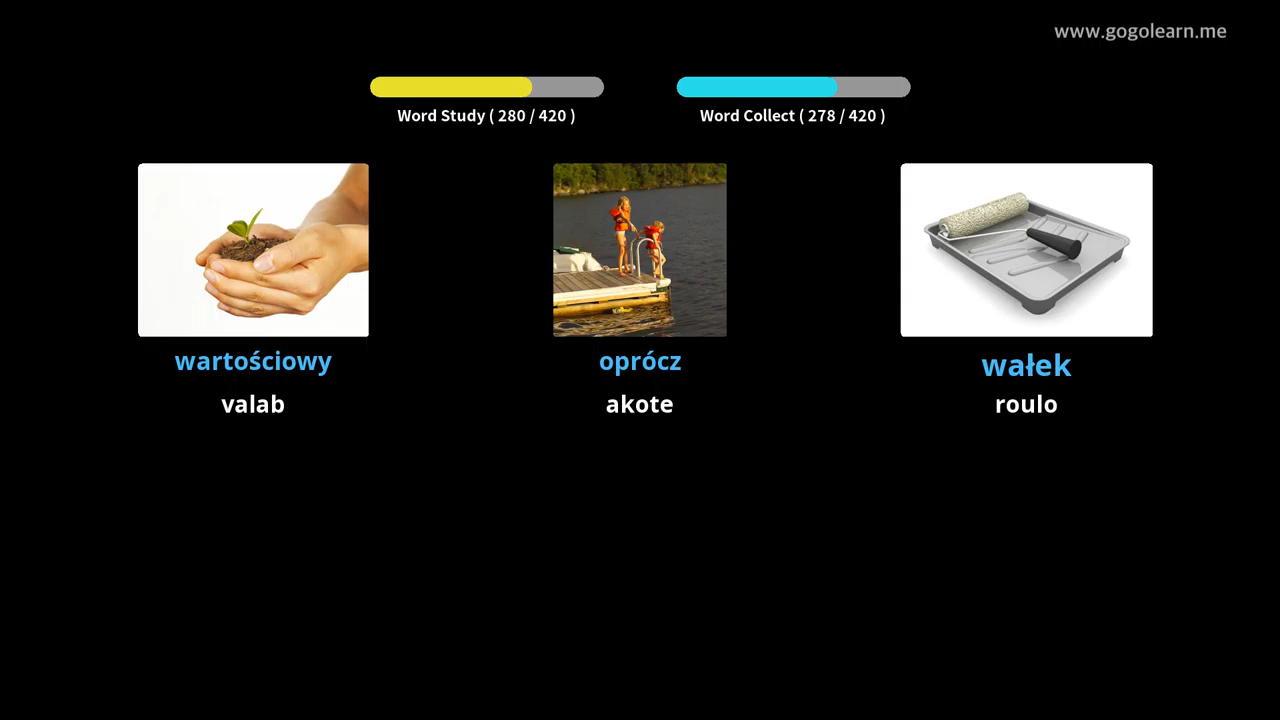 www.gogolearn.me
Word Study ( 280 / 420 )
Word Collect ( 278 / 420 )
wartościowy
oprócz
wałek
valab
akote
roulo